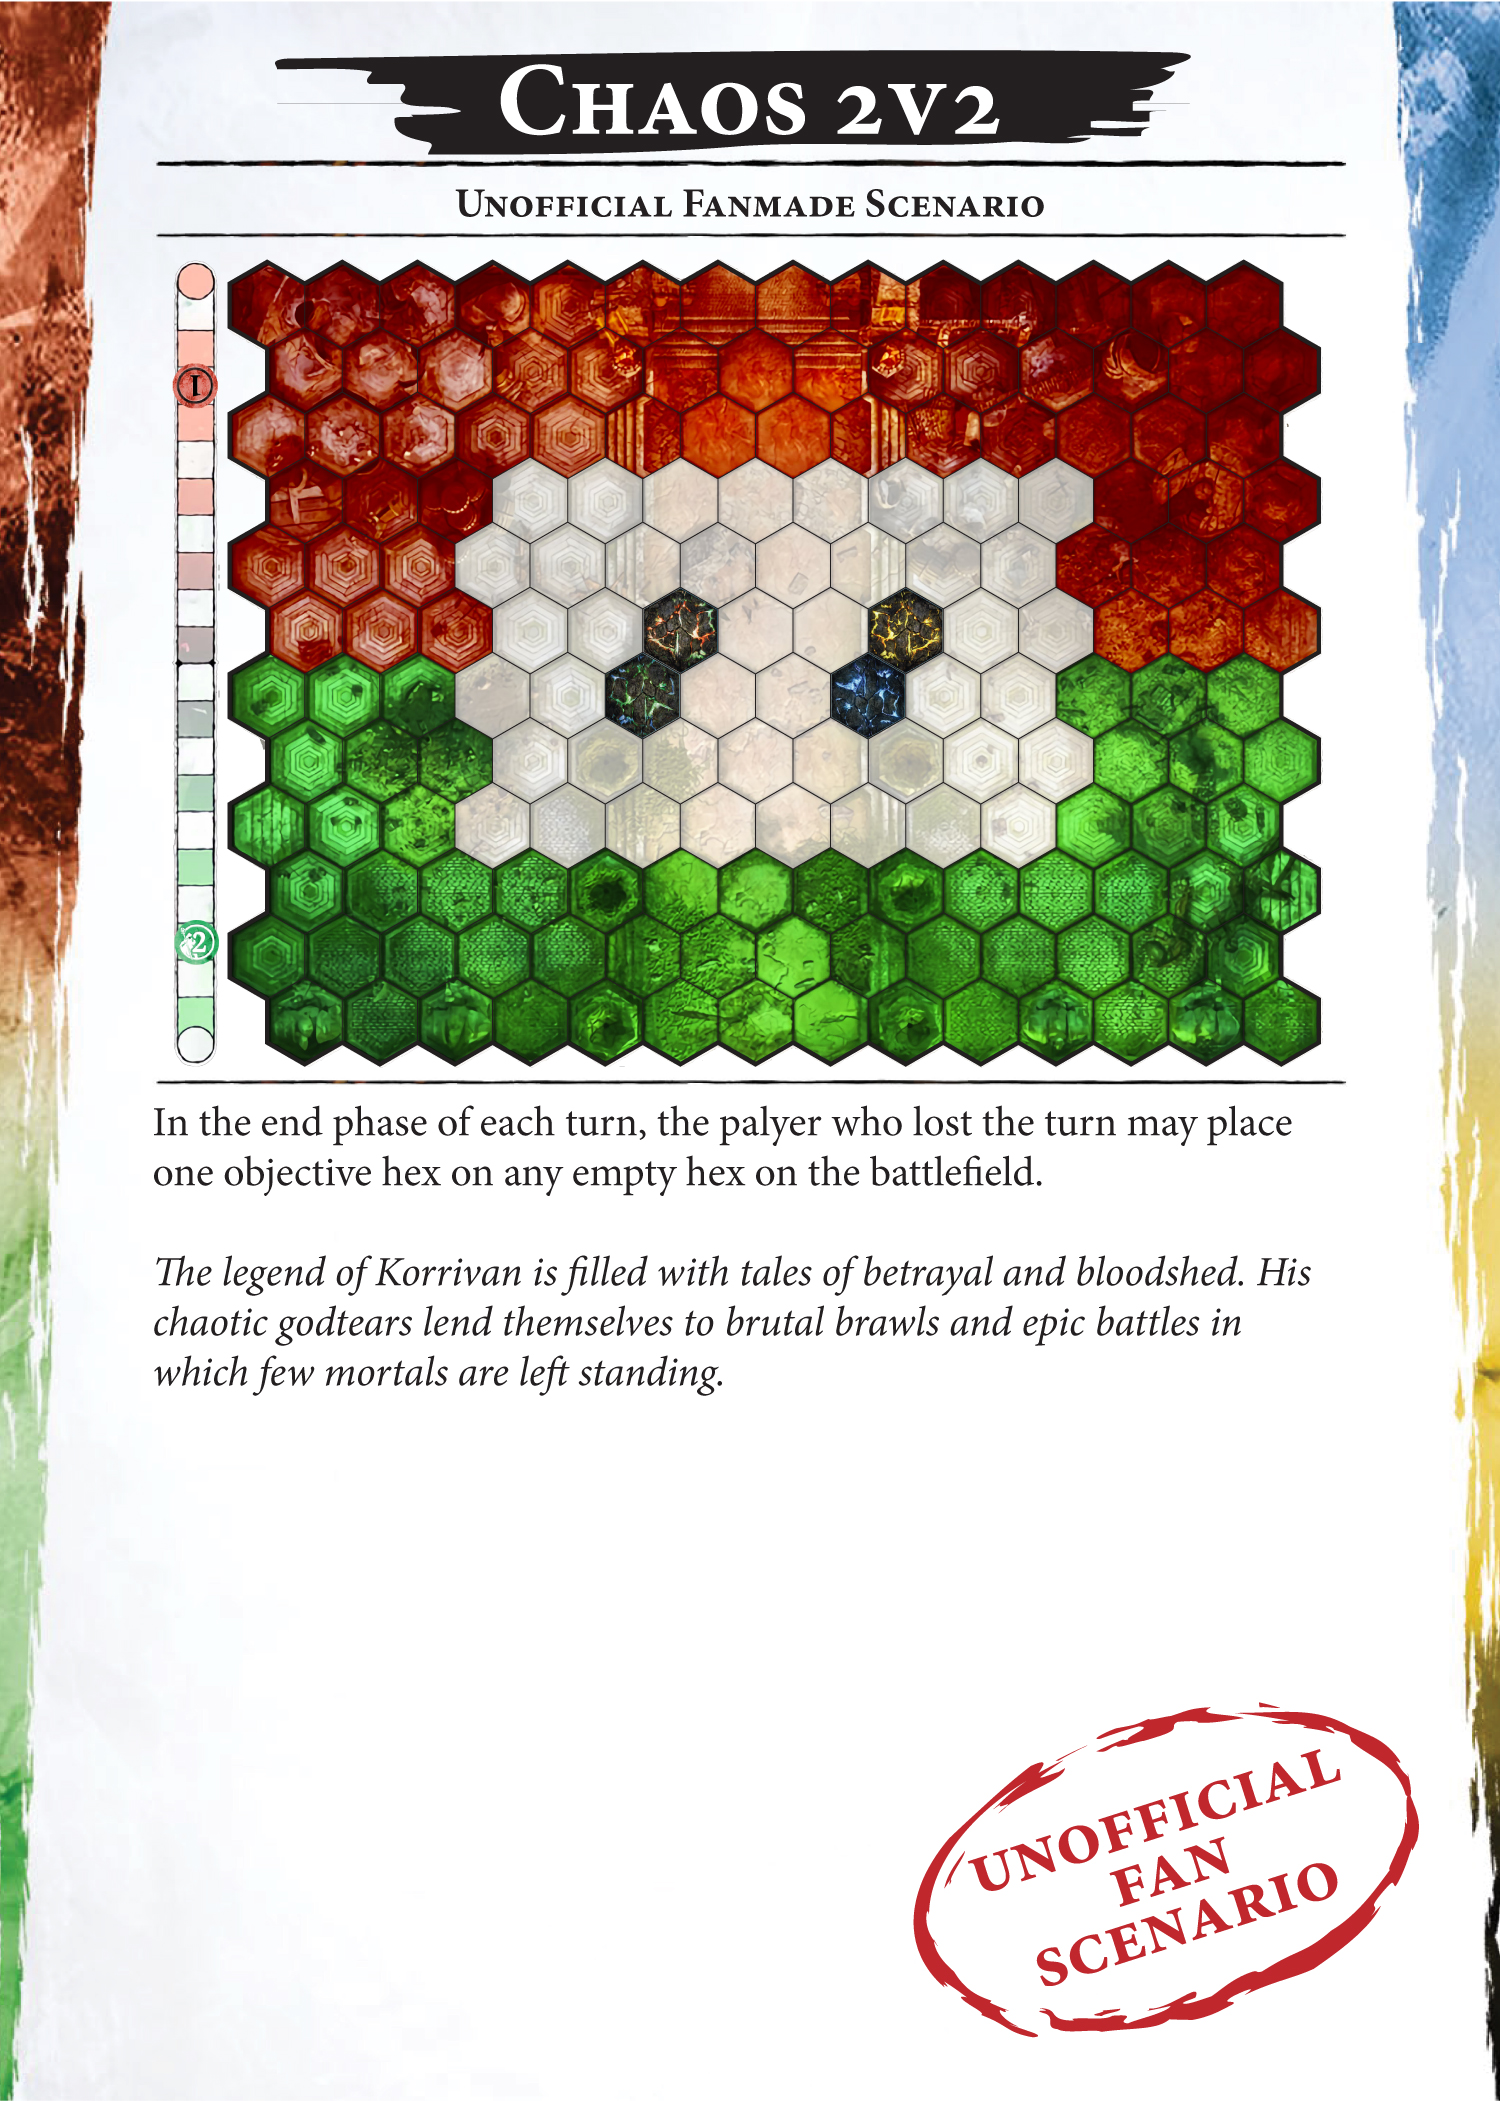 Chaos 2v2
Unofficial Fanmade Scenario
1
2
In the end phase of each turn, the palyer who lost the turn may place
one objective hex on any empty hex on the battlefield.
The legend of Korrivan is filled with tales of betrayal and bloodshed. His
chaotic godtears lend themselves to brutal brawls and epic battles in
which few mortals are left standing.
UNOFFICIAL
FAN
SCENARIO